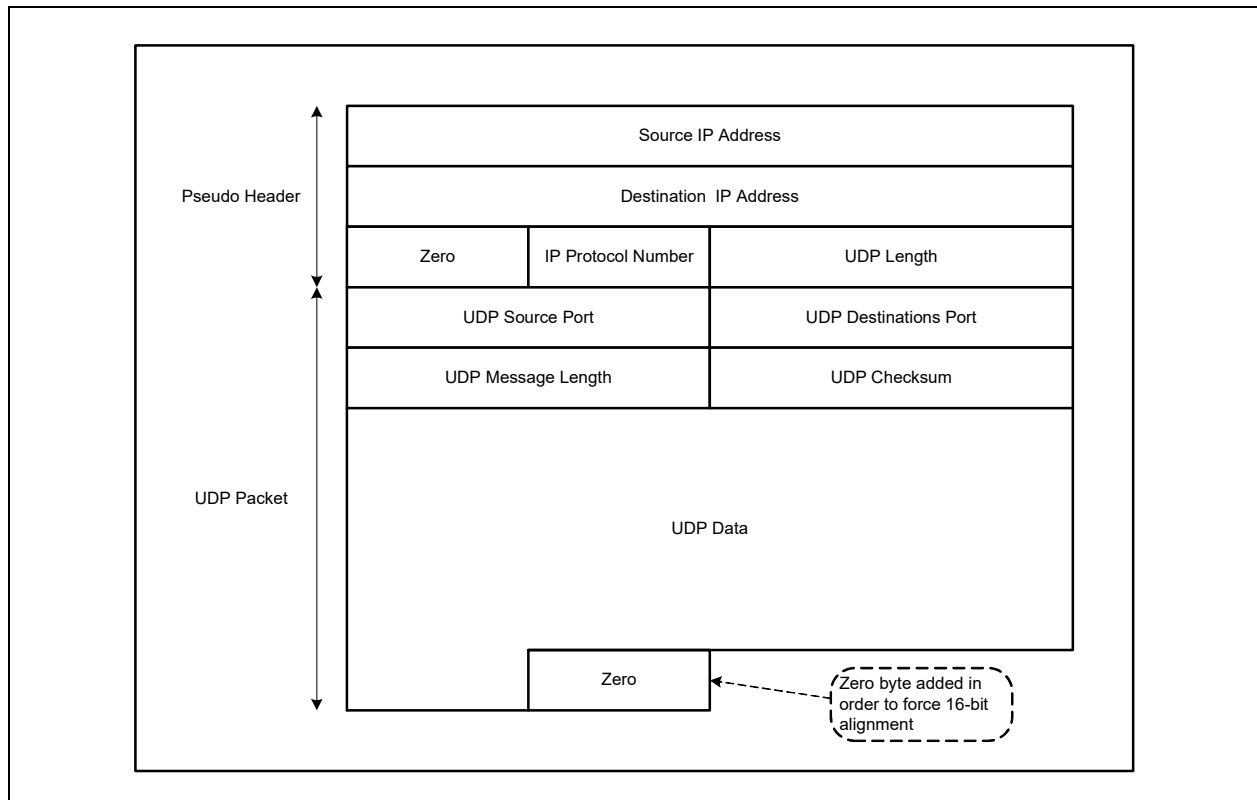 Source IP Address
Pseudo Header
Destination IP Address
Zero
IP Protocol Number
UDP Length
UDP Source Port
UDP Destinations Port
UDP Message Length
UDP Checksum
UDP Packet
UDP Data
Zero
Zero byte added in
order to force 16-bit
alignment